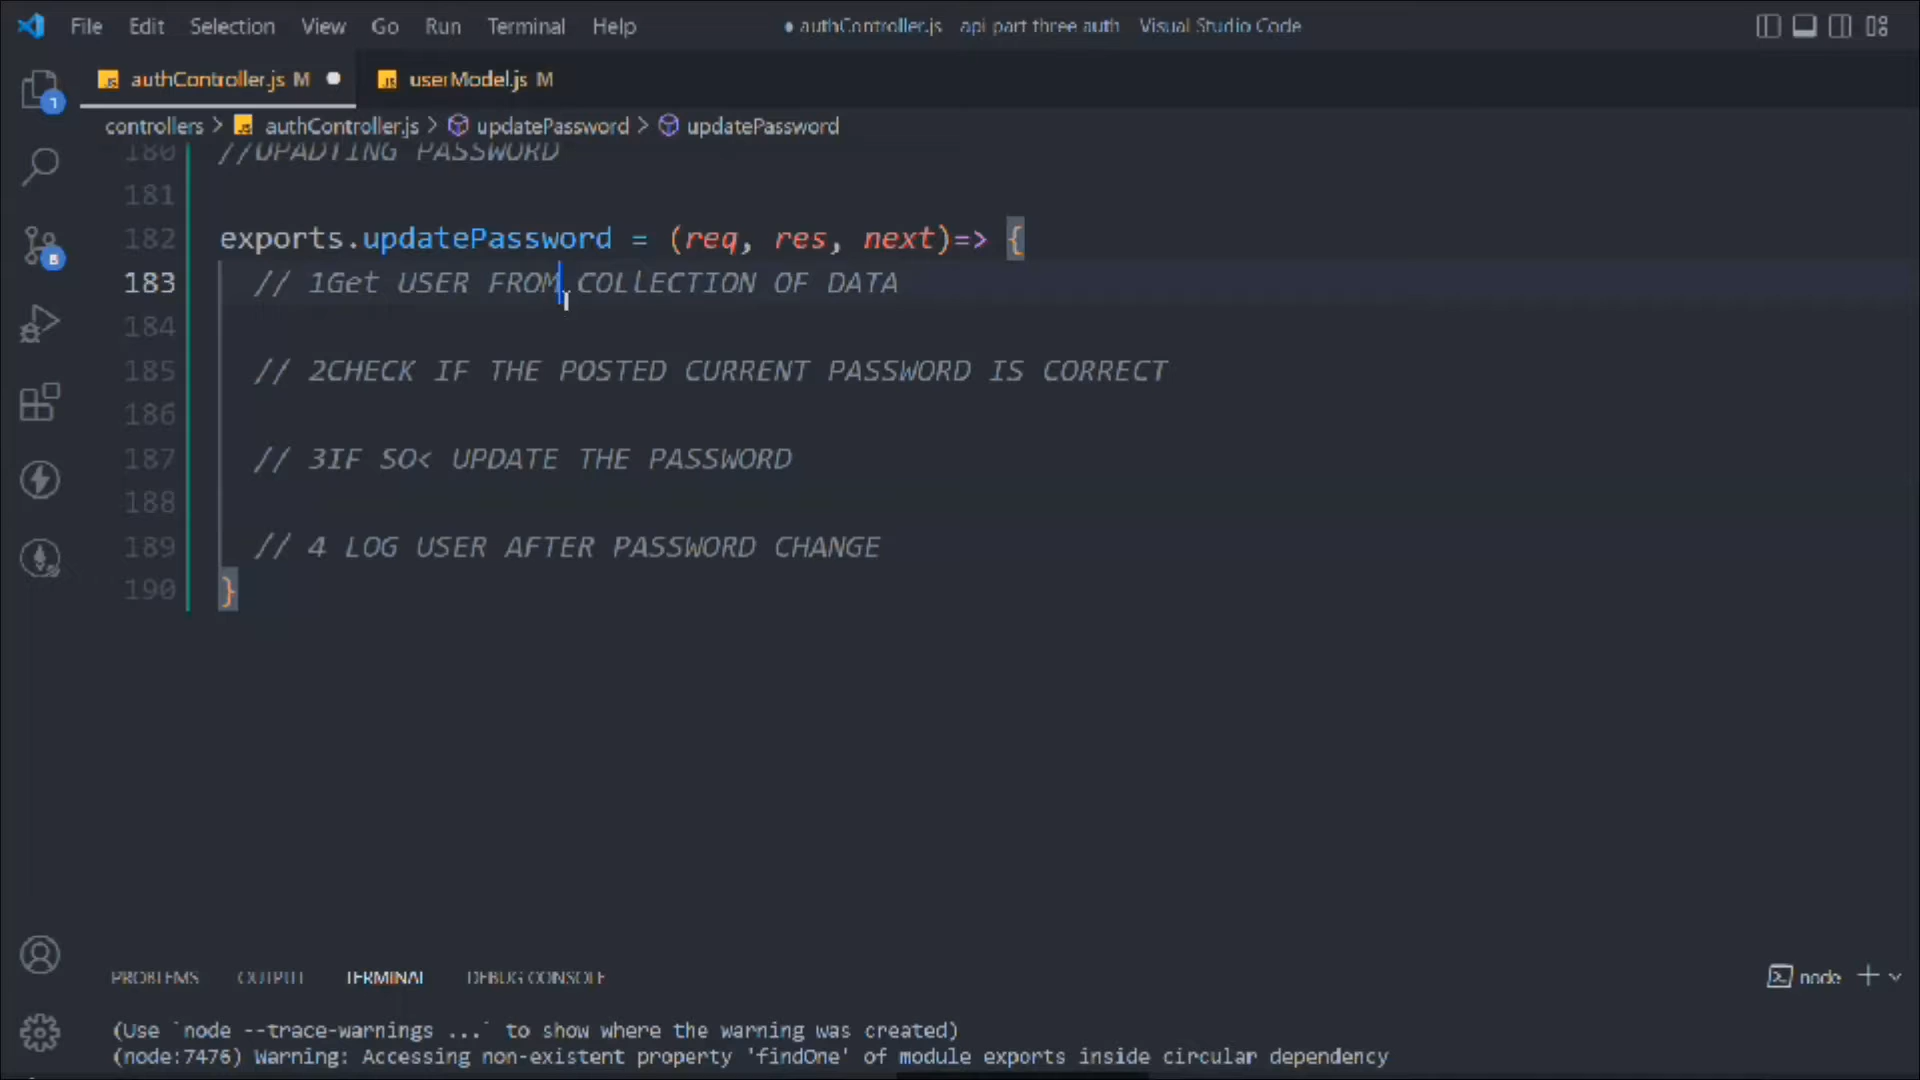 File Edit Selection View Go Run Terminal Help ● authController.js api part three auth Visual Studio Code
authController.js M ● userModel.js M
controllers > authController.js > updatePassword > updatePassword
180 //UPADTING PASSWORD
181
182 exports.updatePassword = (req, res, next)=> {
183 // 1Get USER FROM COLLECTION OF DATA
184
185 // 2CHECK IF THE POSTED CURRENT PASSWORD IS CORRECT
186
187 // 3IF SO< UPDATE THE PASSWORD
188
189 // 4 LOG USER AFTER PASSWORD CHANGE
190 }
PROBLEMS OUTPUT TERMINAL DEBUG CONSOLE node
(Use `node --trace-warnings ...` to show where the warning was created)
(node:7476) Warning: Accessing non-existent property 'findOne' of module exports inside circular dependency